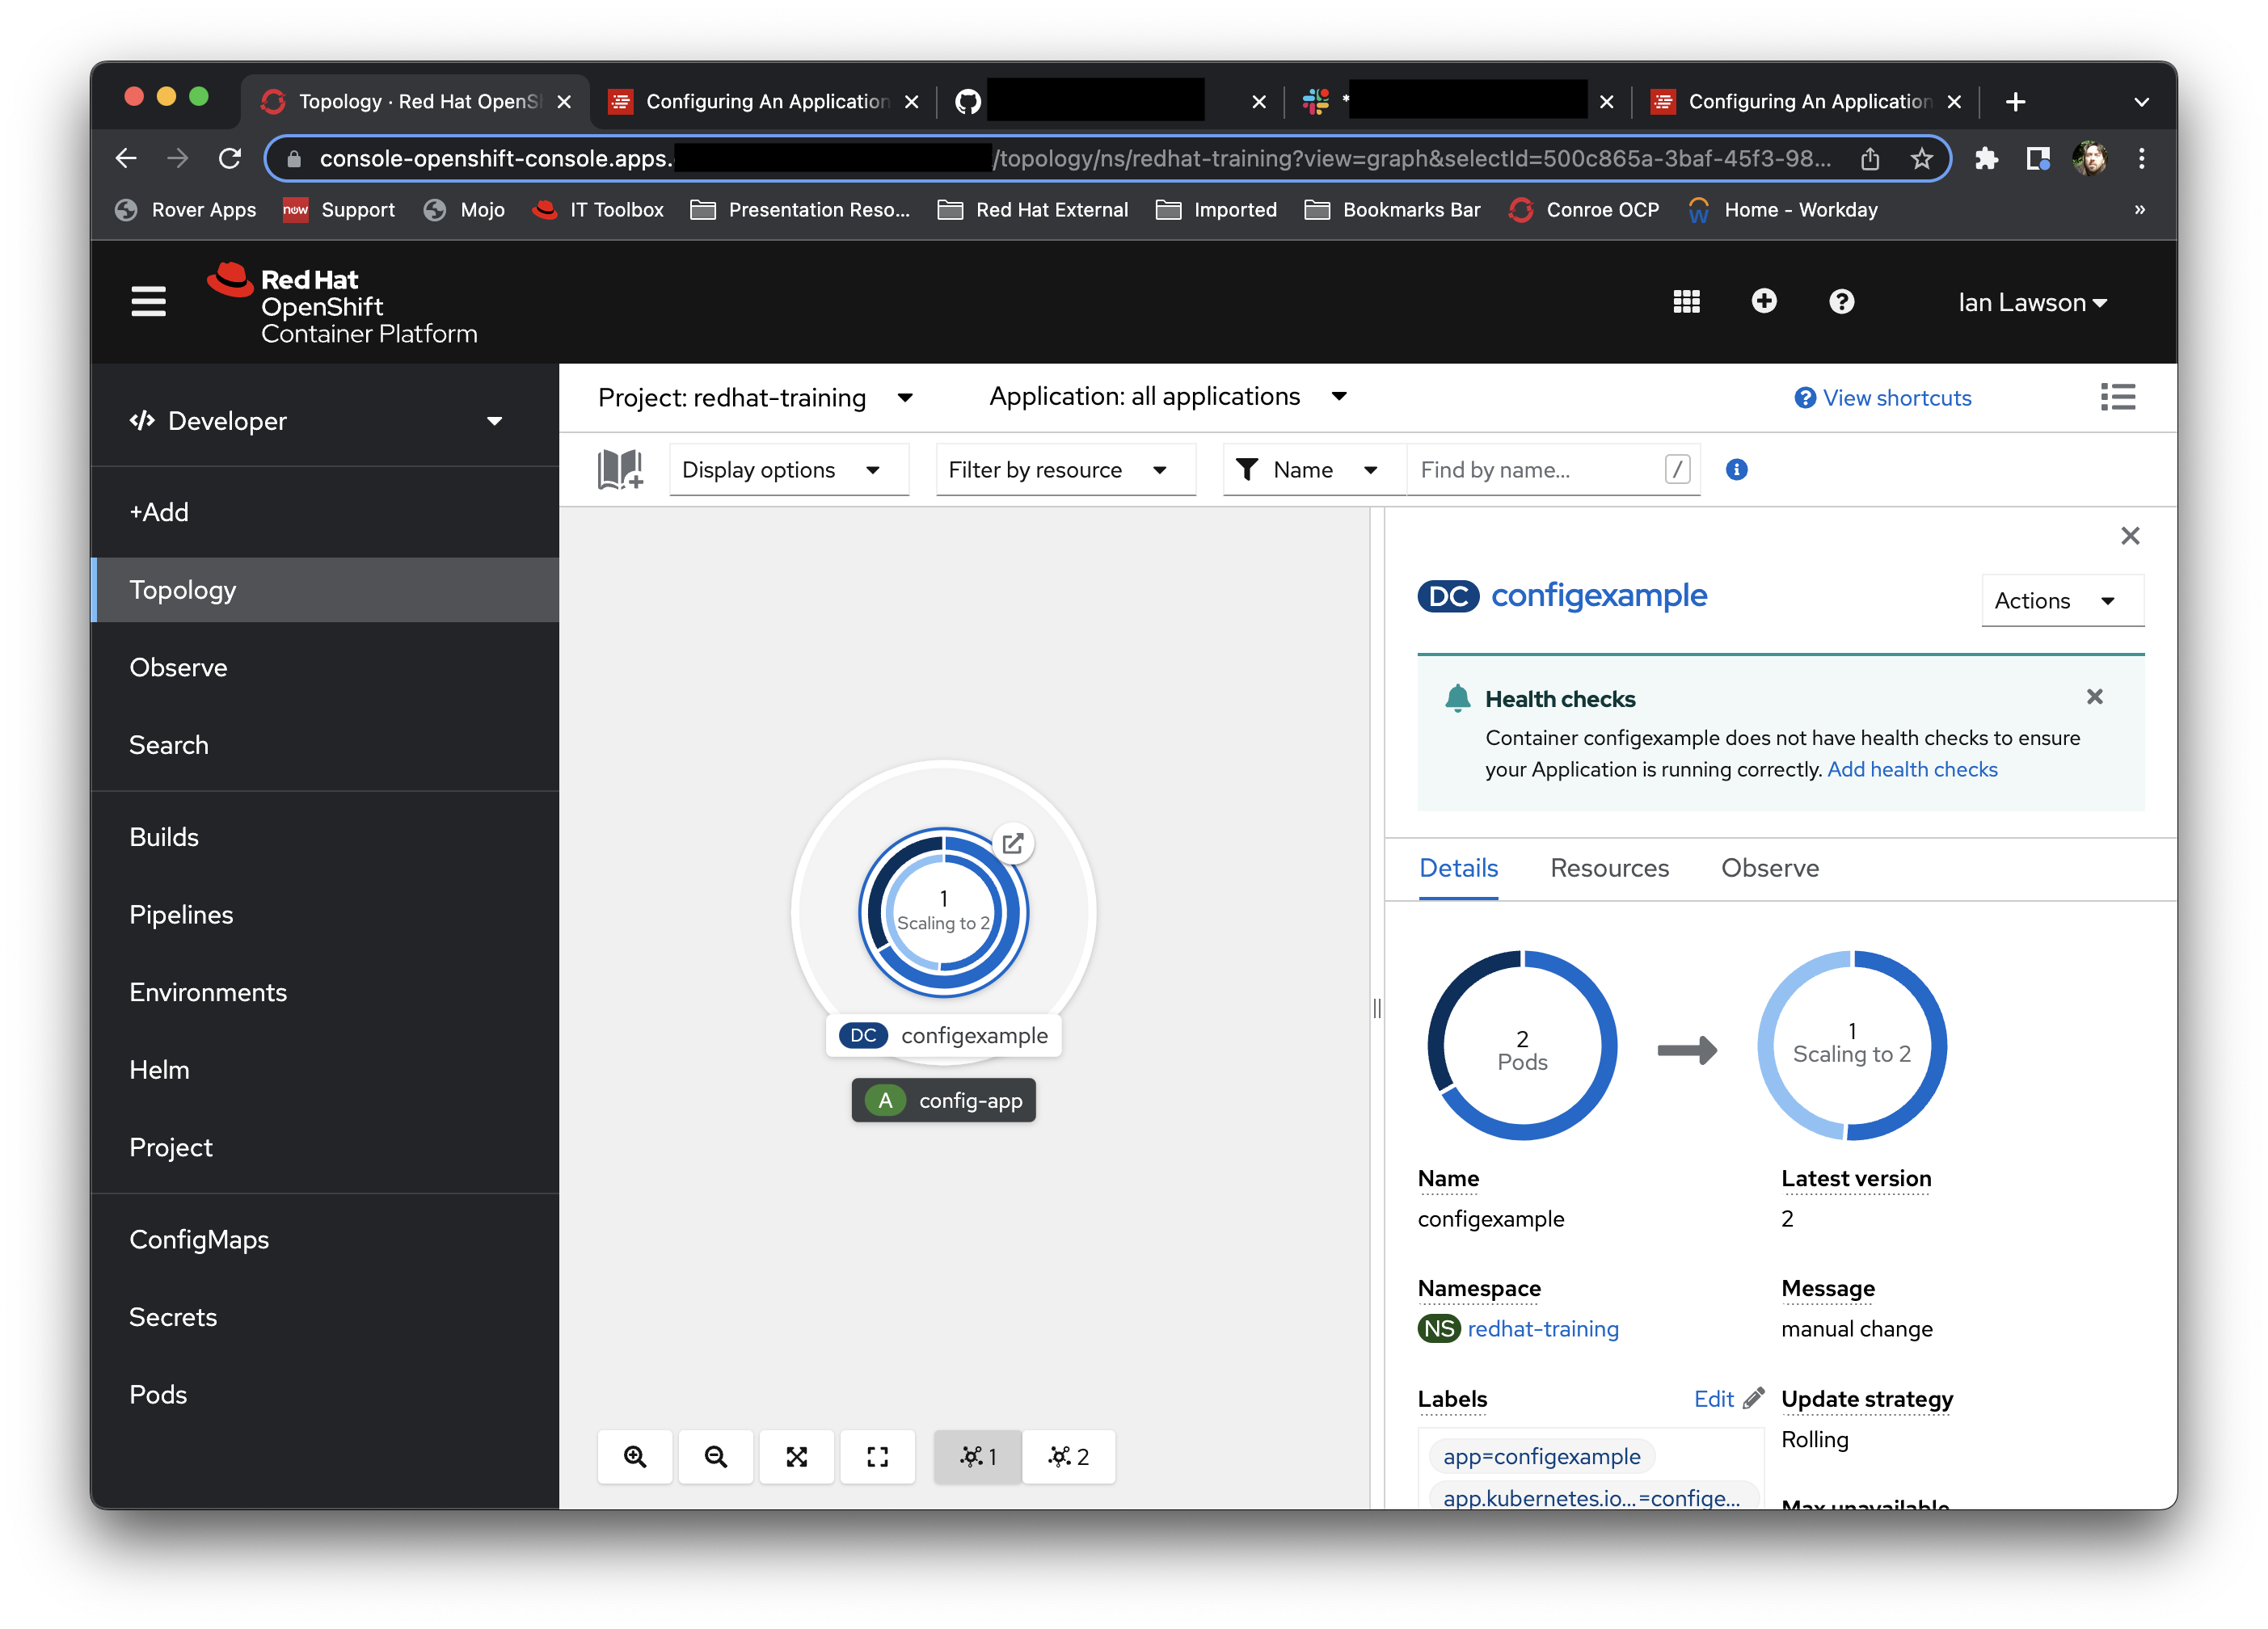 Topology · Red Hat OpenS
Configuring An Application
*
Configuring An Application
console-openshift-console.apps.
/topology/ns/redhat-training?view=graph&selectId=500c865a-3baf-45f3-98...
Rover Apps
now
Support
Mojo
IT Toolbox
Presentation Reso...
Red Hat External
Imported
Bookmarks Bar
Conroe OCP
Home - Workday
»
Red Hat
OpenShift
Container Platform
Ian Lawson
Developer
+Add
Topology
Observe
Search
Builds
Pipelines
Environments
Helm
Project
ConfigMaps
Secrets
Pods
Project: redhat-training
Application: all applications
View shortcuts
Display options
Filter by resource
Name
Find by name...
/
1
Scaling to 2
DC configexample
A config-app
1
2
DC configexample
Actions
Health checks
Container configexample does not have health checks to ensure
your Application is running correctly. Add health checks
Details
Resources
Observe
2
Pods
1
Scaling to 2
Name
configexample
Latest version
2
Namespace
NS redhat-training
Message
manual change
Labels
Edit
app=configexample
app.kubernetes.io...=confige...
Update strategy
Rolling
Max unavailable